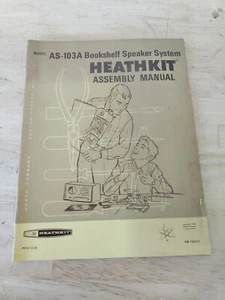 MODEL AS-103A Bookshelf Speaker System
HEATHKIT
ASSEMBLY MANUAL
HEATHKIT